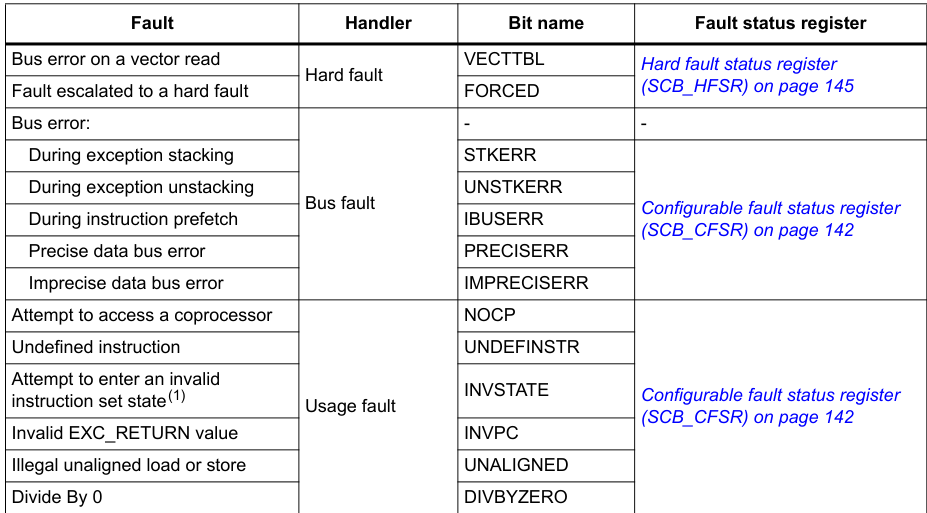 Fault Handler Bit name Fault status register
Bus error on a vector read
Hard fault
VECTTBL
Hard fault status register
(SCB_HFSR) on page 145
Fault escalated to a hard fault
FORCED
Bus error:
Bus fault
-
-
During exception stacking
STKERR
Configurable fault status register
(SCB_CFSR) on page 142
During exception unstacking
UNSTKERR
During instruction prefetch
IBUSERR
Precise data bus error
PRECISERR
Imprecise data bus error
IMPRECISERR
Attempt to access a coprocessor
Usage fault
NOCP
Configurable fault status register
(SCB_CFSR) on page 142
Undefined instruction
UNDEFINSTR
Attempt to enter an invalid
instruction set state(1)
INVSTATE
Invalid EXC_RETURN value
INVPC
Illegal unaligned load or store
UNALIGNED
Divide By 0
DIVBYZERO